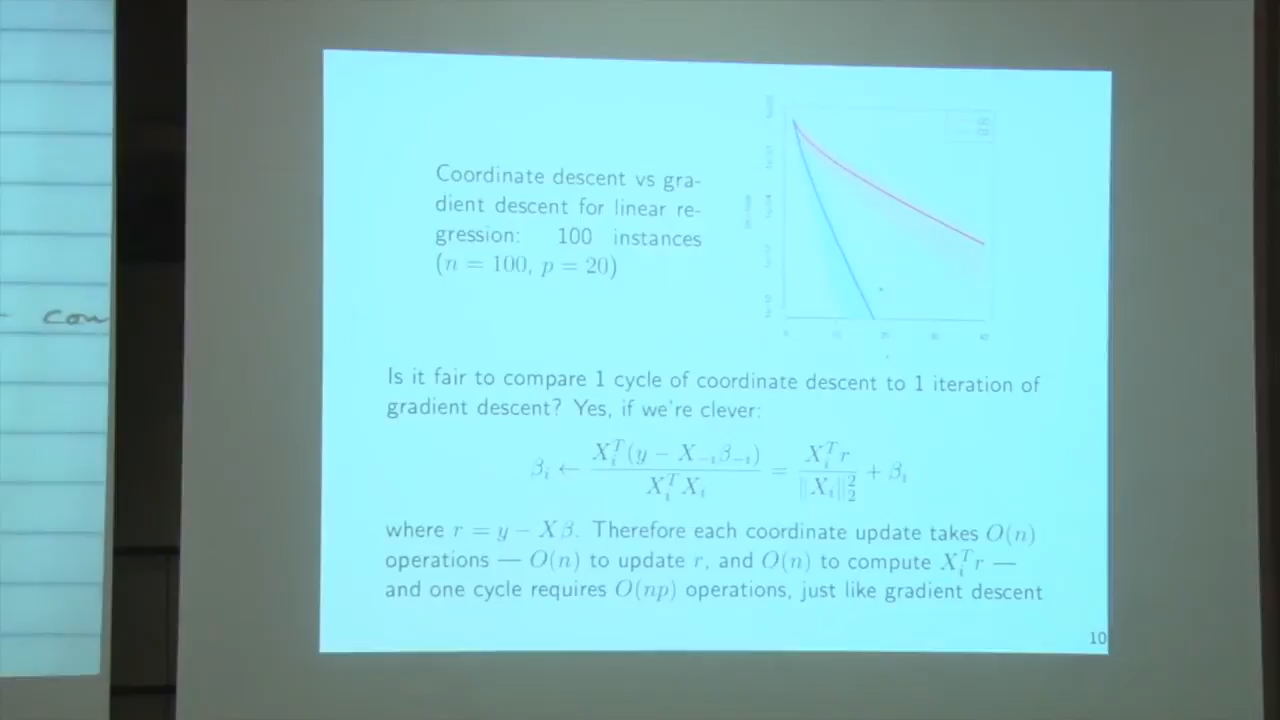 con
Coordinate descent vs gra-
dient descent for linear re-
gression: 100 instances
(n = 100, p = 20)
Is it fair to compare 1 cycle of coordinate descent to 1 iteration of
gradient descent? Yes, if we're clever:
β_i ← X_i^T(y − X_{−i}β_{−i}) / X_i^T X_i = X_i^T r / ‖X_i‖_2^2 + β_i
where r = y − Xβ. Therefore each coordinate update takes O(n)
operations — O(n) to update r, and O(n) to compute X_i^T r —
and one cycle requires O(np) operations, just like gradient descent
10